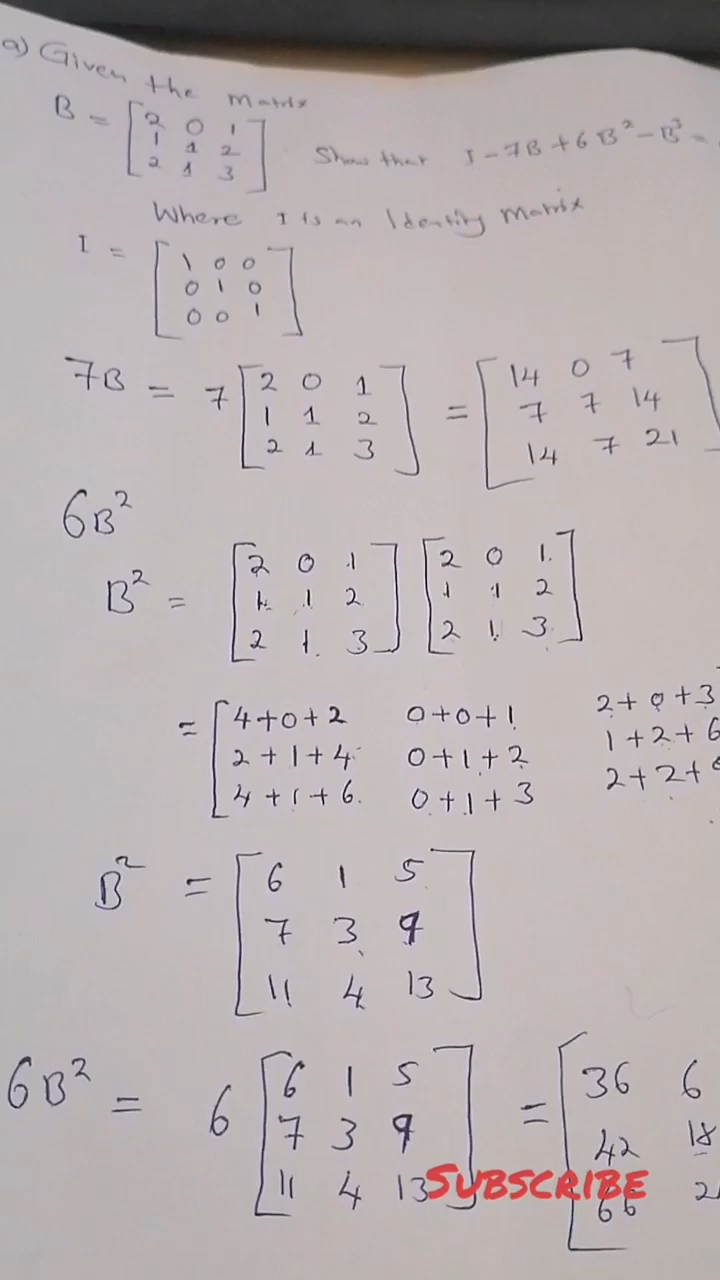 a) Given the matrix
B = [2 0 1
1 1 2
2 1 3] Show that I - 7B + 6B² - B³ =
Where I is an Identity matrix
I = [1 0 0
0 1 0
0 0 1]
7B = 7 [2 0 1 = [14 0 7
1 1 2 7 7 14
2 1 3] 14 7 21
6B²
B² = [2 0 1] [2 0 1]
1 1 2 1 1 2
2 1 3 2 1 3
= [4+0+2 0+0+1 2+0+3
2+1+4 0+1+2 1+2+6
4+1+6 0+1+3 2+2+
B² = [6 1 5
7 3 9
11 4 13]
6B² = 6 [6 1 5 = [36 6
7 3 9 42 18
11 4 13] 66 2
SUBSCRIBE